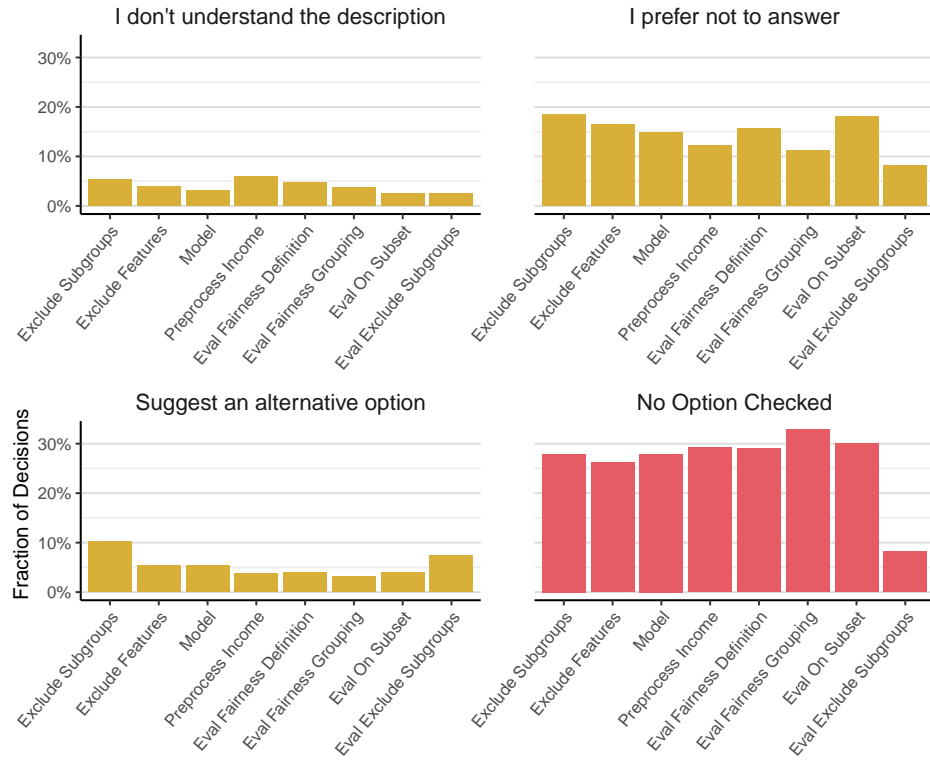 I don't understand the description
I prefer not to answer
30%
20%
10%
0%
Exclude Subgroups
Exclude Features
Model
Preprocess Income
Eval Fairness Definition
Eval Fairness Grouping
Eval On Subset
Eval Exclude Subgroups
Exclude Subgroups
Exclude Features
Model
Preprocess Income
Eval Fairness Definition
Eval Fairness Grouping
Eval On Subset
Eval Exclude Subgroups
Suggest an alternative option
No Option Checked
Fraction of Decisions
30%
20%
10%
0%
Exclude Subgroups
Exclude Features
Model
Preprocess Income
Eval Fairness Definition
Eval Fairness Grouping
Eval On Subset
Eval Exclude Subgroups
Exclude Subgroups
Exclude Features
Model
Preprocess Income
Eval Fairness Definition
Eval Fairness Grouping
Eval On Subset
Eval Exclude Subgroups